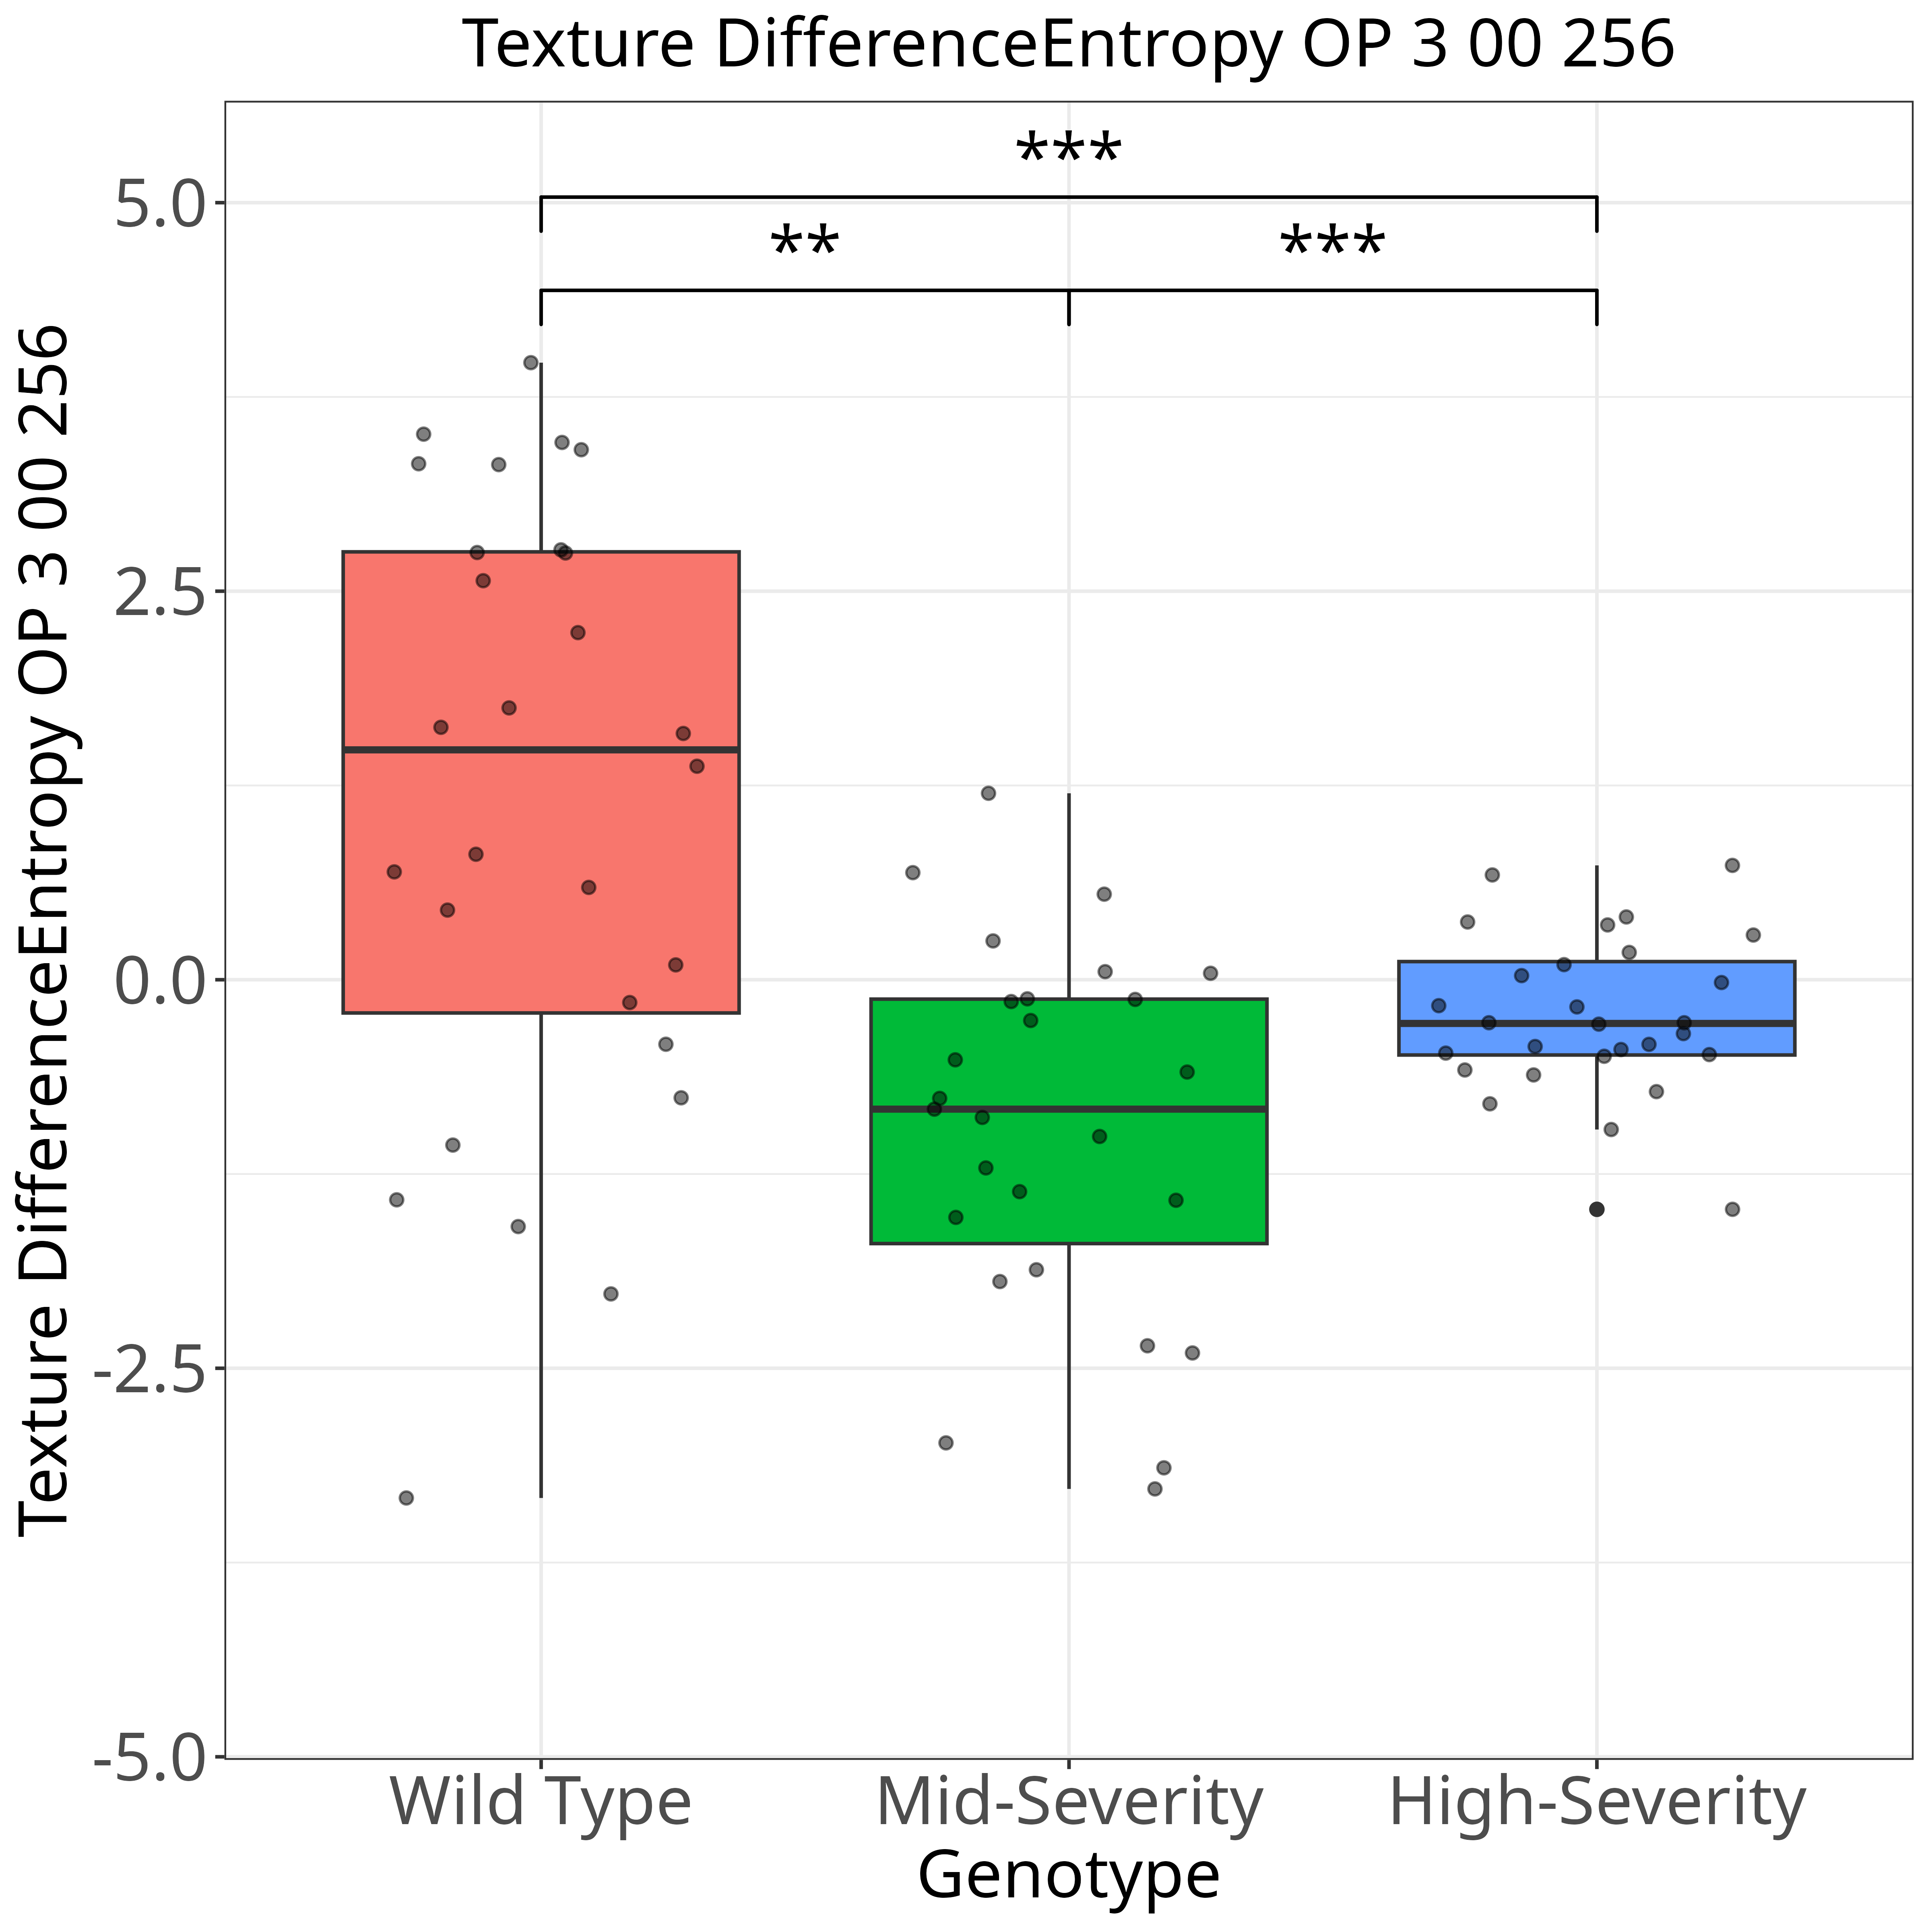 Texture DifferenceEntropy OP 3 00 256
***
5.0
**
***
Texture DifferenceEntropy OP 3 00 256
2.5
0.0
-2.5
-5.0
Wild Type
Mid-Severity
High-Severity
Genotype